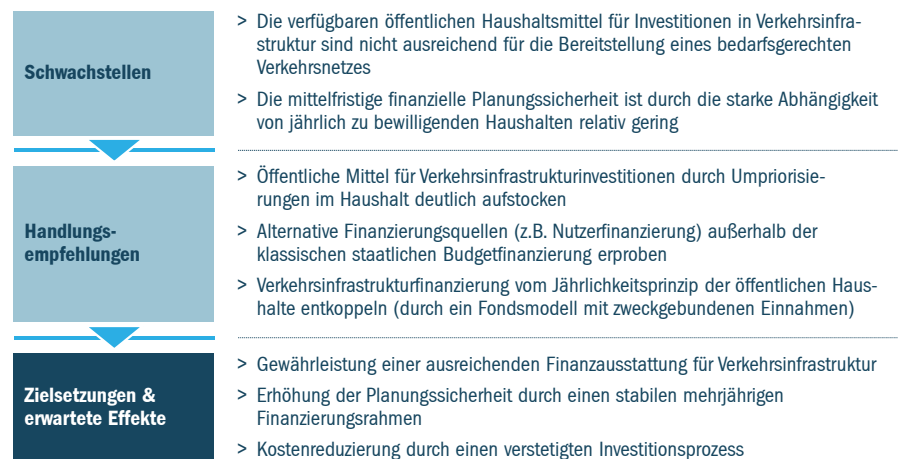 Schwachstellen
> Die verfügbaren öffentlichen Haushaltsmittel für Investitionen in Verkehrsinfra-
struktur sind nicht ausreichend für die Bereitstellung eines bedarfsgerechten
Verkehrsnetzes
> Die mittelfristige finanzielle Planungssicherheit ist durch die starke Abhängigkeit
von jährlich zu bewilligenden Haushalten relativ gering
Handlungs-
empfehlungen
> Öffentliche Mittel für Verkehrsinfrastrukturinvestitionen durch Umpriorisie-
rungen im Haushalt deutlich aufstocken
> Alternative Finanzierungsquellen (z.B. Nutzerfinanzierung) außerhalb der
klassischen staatlichen Budgetfinanzierung erproben
> Verkehrsinfrastrukturfinanzierung vom Jährlichkeitsprinzip der öffentlichen Haus-
halte entkoppeln (durch ein Fondsmodell mit zweckgebundenen Einnahmen)
Zielsetzungen &
erwartete Effekte
> Gewährleistung einer ausreichenden Finanzausstattung für Verkehrsinfrastruktur
> Erhöhung der Planungssicherheit durch einen stabilen mehrjährigen
Finanzierungsrahmen
> Kostenreduzierung durch einen verstetigten Investitionsprozess